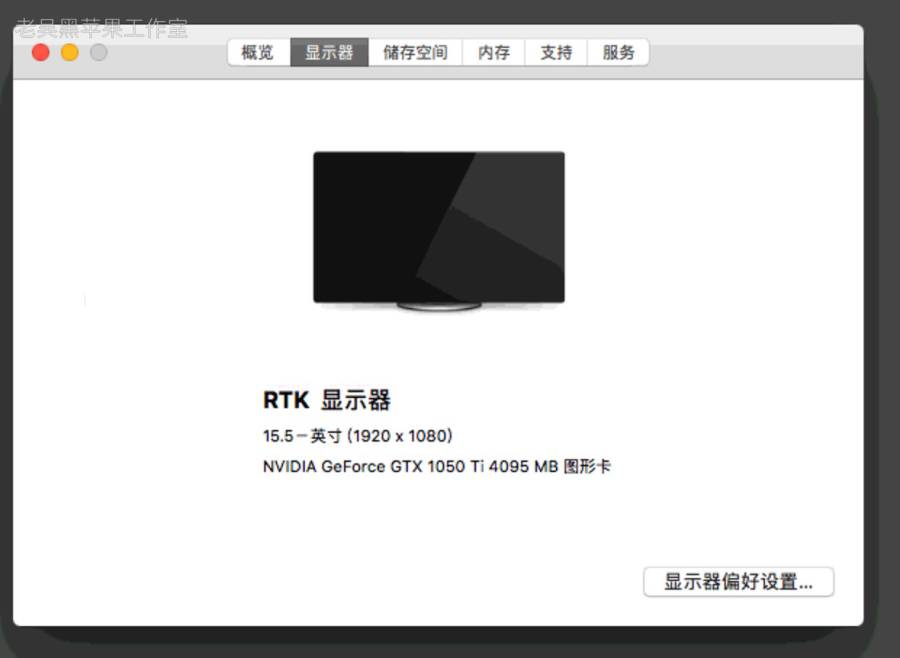 老吴黑苹果工作室
概览 显示器 储存空间 内存 支持 服务
RTK 显示器
15.5－英寸 (1920 x 1080)
NVIDIA GeForce GTX 1050 Ti 4095 MB 图形卡
显示器偏好设置...